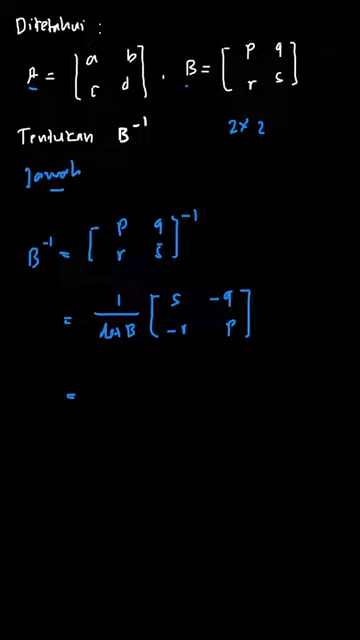 Diketahui :
A = [ a b ; c d ] . B = [ p q ; r s ]
Tentukan B⁻¹
2×2
Jawab
B⁻¹ = [ p q ; r s ]⁻¹
= 1/det B [ s -q ; -r p ]
=